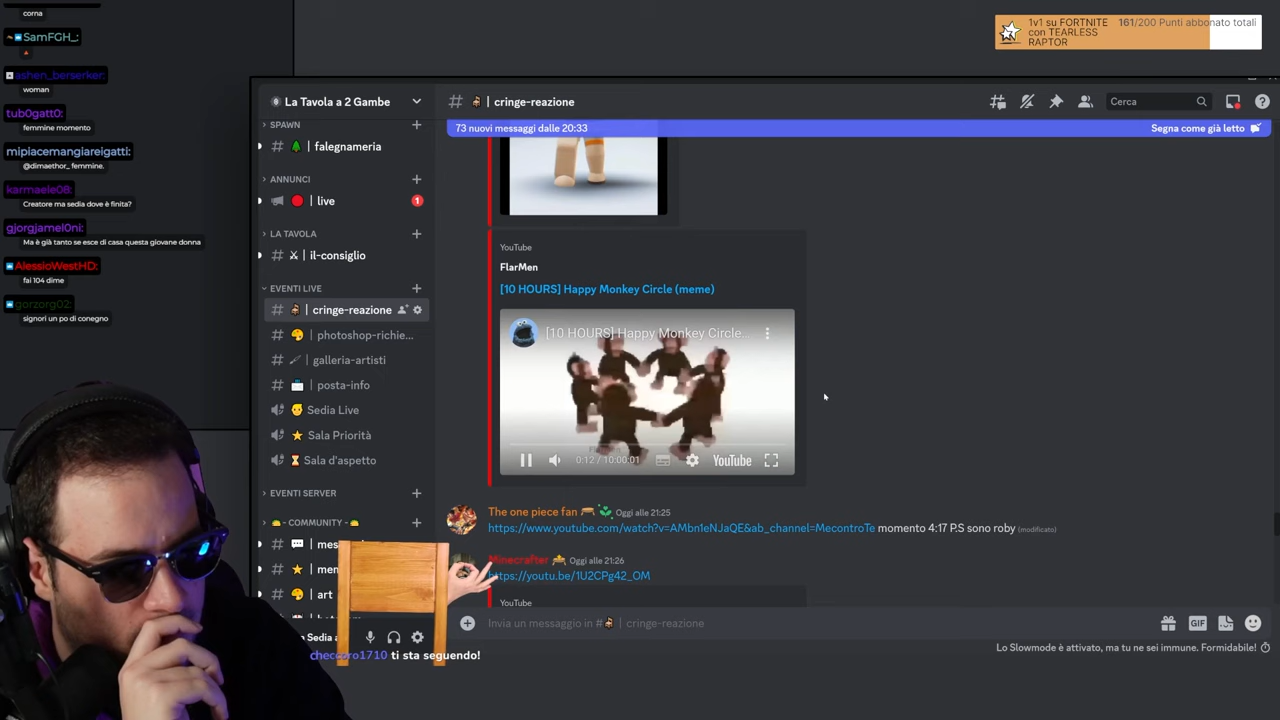 corna
SamFGH_:
ashen_berserker:
woman
tub0gatt0:
femmine momento
mipiacemangiareigatti:
@dimaethor_ femmine.
karmaele08:
Creatore ma sedia dove è finita?
gjorgjamel0ni:
Ma è già tanto se esce di casa questa giovane donna
AlessioWestHD:
fai 104 dime
gorzorg02:
signori un po di conegno
1v1 su FORTNITE
con TEARLESS
RAPTOR
161/200 Punti abbonato totali
La Tavola a 2 Gambe
SPAWN
| falegnameria
ANNUNCI
| live
1
LA TAVOLA
| il-consiglio
EVENTI LIVE
| cringe-reazione
| photoshop-richie...
| galleria-artisti
| posta-info
Sedia Live
Sala Priorità
Sala d'aspetto
EVENTI SERVER
- COMMUNITY -
| art
# | cringe-reazione
Cerca
73 nuovi messaggi dalle 20:33
Segna come già letto
YouTube
FlarMen
[10 HOURS] Happy Monkey Circle (meme)
[10 HOURS] Happy Monkey Circle...
0:12 / 10:00:01
YouTube
The one piece fan Oggi alle 21:25
https://www.youtube.com/watch?v=AMbn1eNJaQE&ab_channel=MecontroTe momento 4:17 P.S sono roby (modificato)
Minecrafter Oggi alle 21:26
https://youtu.be/1U2CPg42_OM
YouTube
Invia un messaggio in # | cringe-reazione
GIF
Lo Slowmode è attivato, ma tu ne sei immune. Formidabile!
Sedia
checcoro1710 ti sta seguendo!